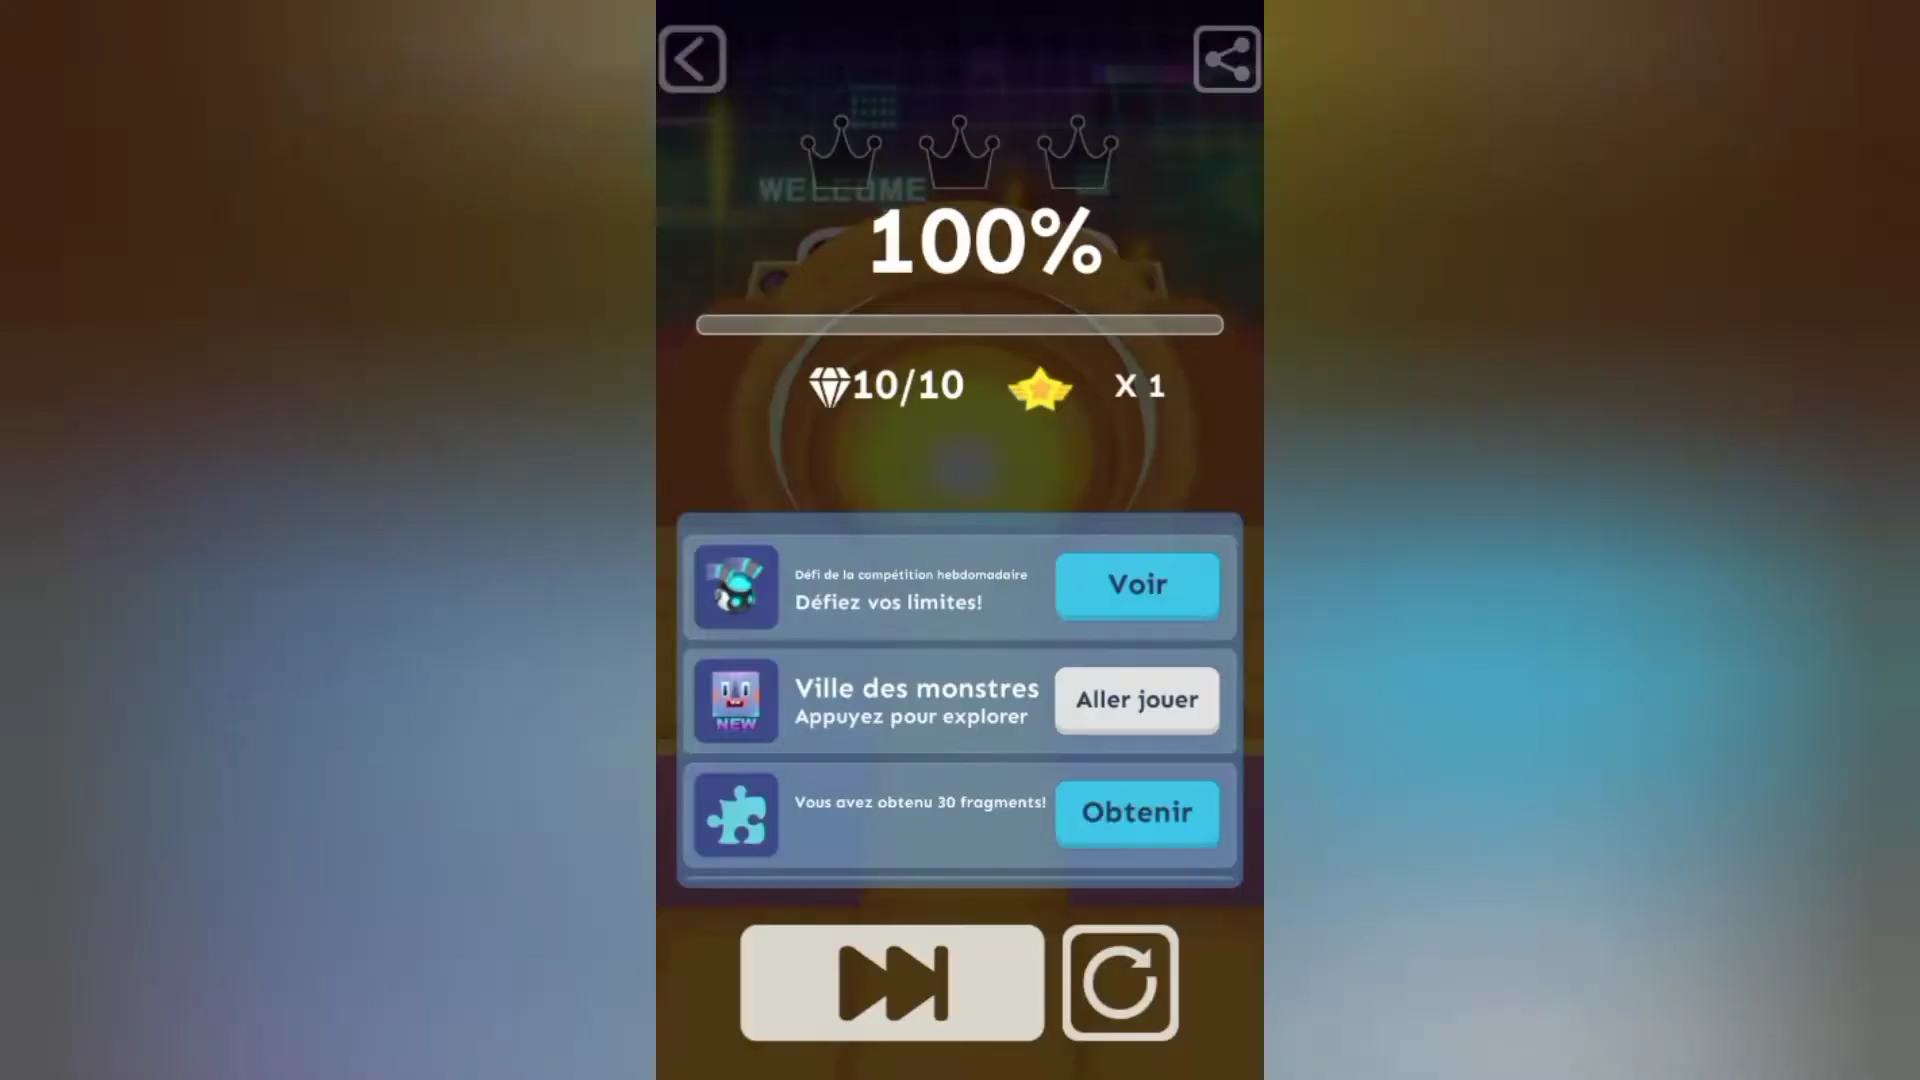 WELCOME
100%
10/10
X 1
Défi de la compétition hebdomadaire
Défiez vos limites!
Voir
NEW
Ville des monstres
Appuyez pour explorer
Aller jouer
Vous avez obtenu 30 fragments!
Obtenir